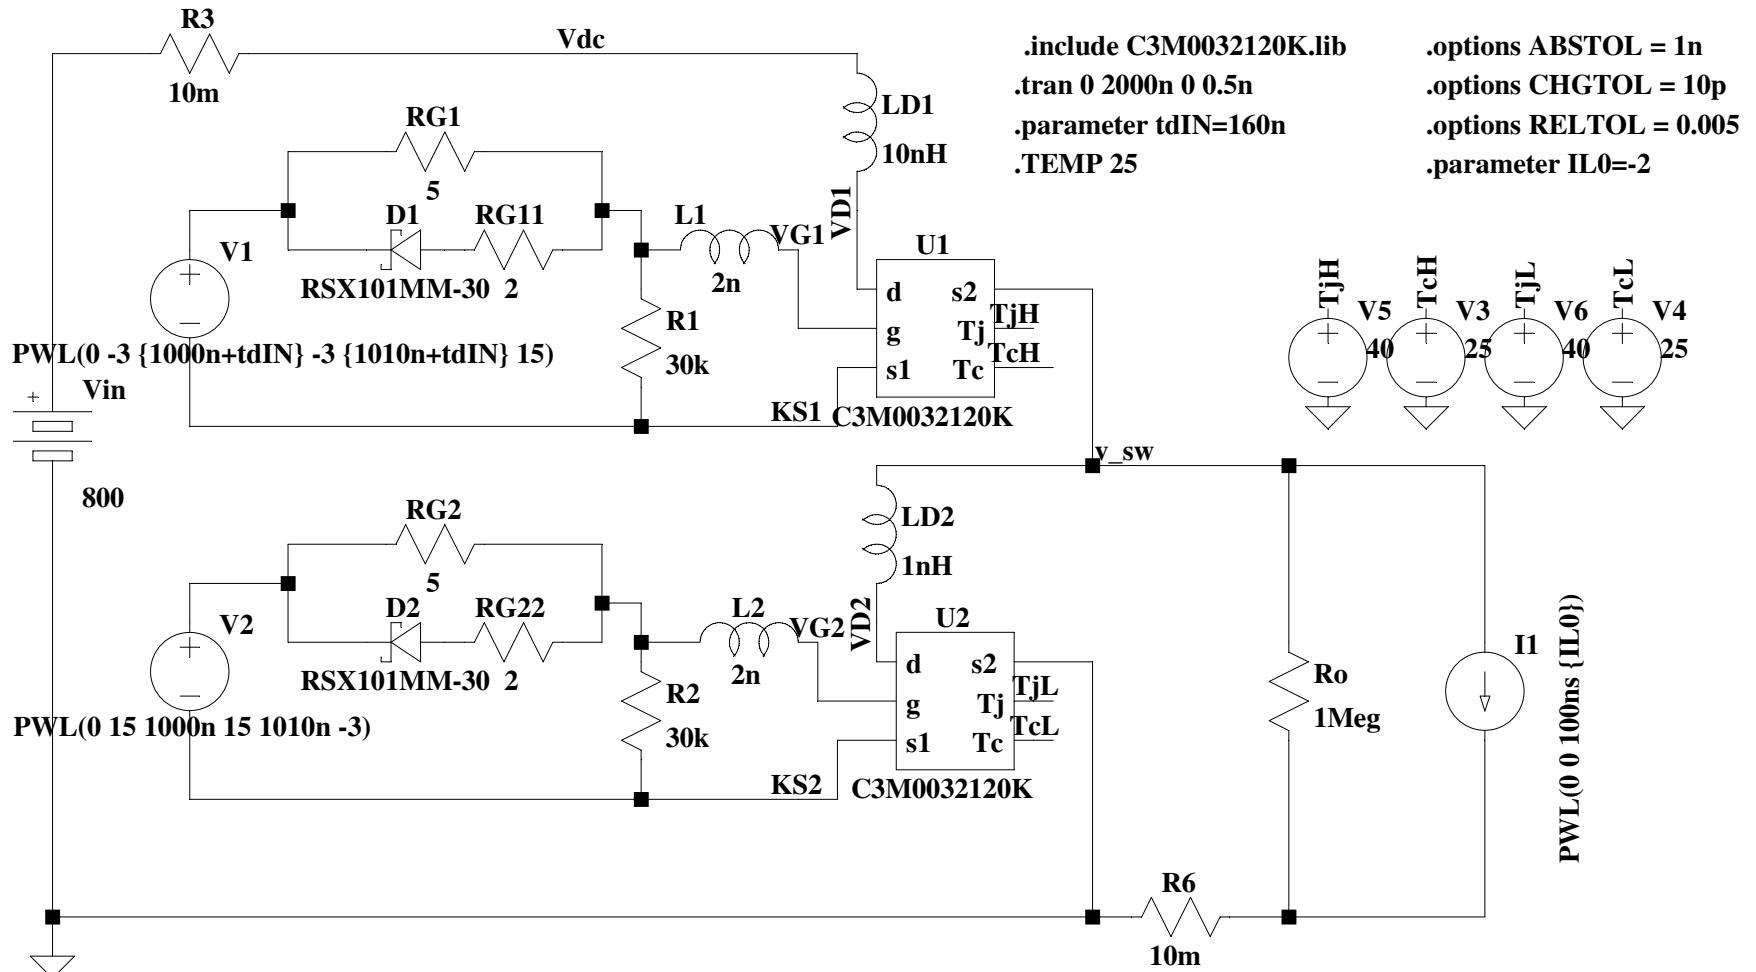 R3
10m
Vdc
.include C3M0032120K.lib
.tran 0 2000n 0 0.5n
.parameter tdIN=160n
.TEMP 25
.options ABSTOL = 1n
.options CHGTOL = 10p
.options RELTOL = 0.005
.parameter IL0=-2
LD1
10nH
VD1
RG1
5
D1
RG11
RSX101MM-30 2
V1
+
−
PWL(0 -3 {1000n+tdIN} -3 {1010n+tdIN} 15)
L1
2n
VG1
R1
30k
KS1
U1
d s2
g Tj
s1 Tc
TjH
TcH
C3M0032120K
TjH
V5
+
−
40
TcH
V3
+
−
25
TjL
V6
+
−
40
TcL
V4
+
−
25
Vin
+
800
v_sw
LD2
1nH
VD2
RG2
5
D2
RG22
RSX101MM-30 2
V2
+
−
PWL(0 15 1000n 15 1010n -3)
L2
2n
VG2
R2
30k
KS2
U2
d s2
g Tj
s1 Tc
TjL
TcL
C3M0032120K
Ro
1Meg
I1
PWL(0 0 100ns {IL0})
R6
10m